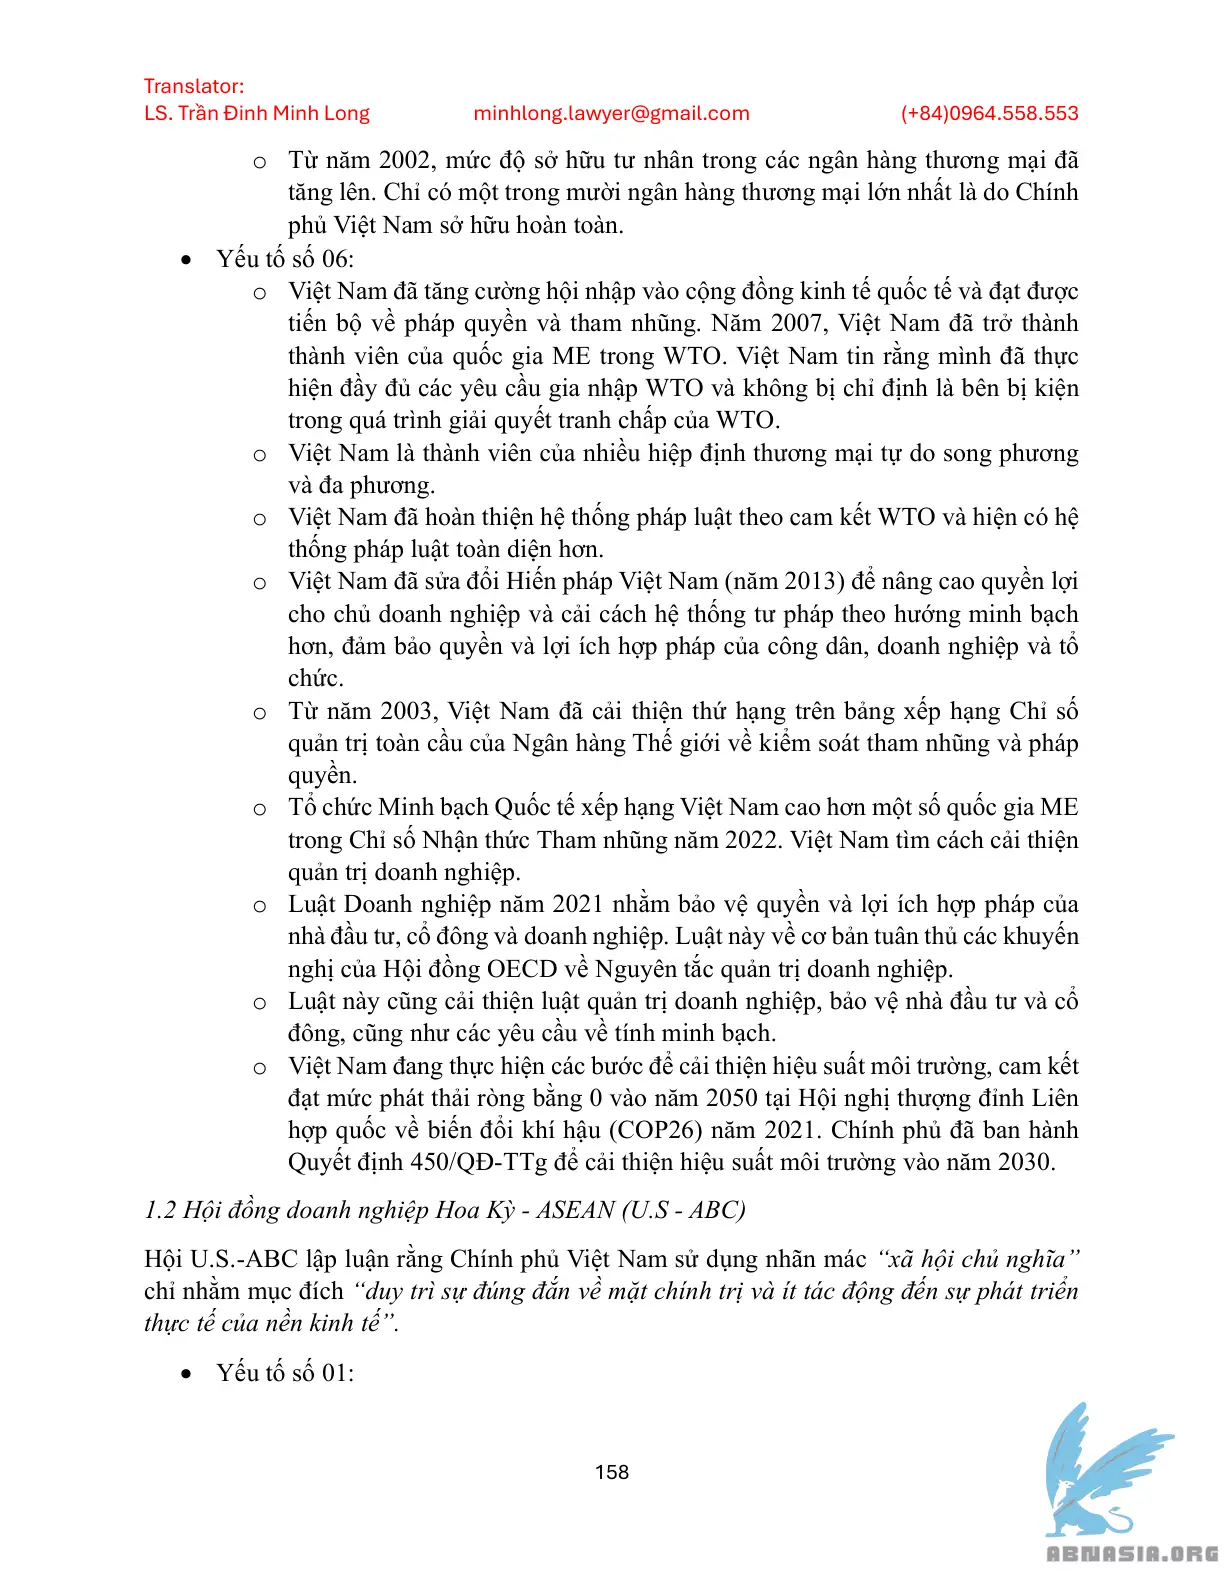 Translator:
LS. Trần Đinh Minh Long minhlong.lawyer@gmail.com (+84)0964.558.553
o Từ năm 2002, mức độ sở hữu tư nhân trong các ngân hàng thương mại đã
tăng lên. Chỉ có một trong mười ngân hàng thương mại lớn nhất là do Chính
phủ Việt Nam sở hữu hoàn toàn.
• Yếu tố số 06:
o Việt Nam đã tăng cường hội nhập vào cộng đồng kinh tế quốc tế và đạt được
tiến bộ về pháp quyền và tham nhũng. Năm 2007, Việt Nam đã trở thành
thành viên của quốc gia ME trong WTO. Việt Nam tin rằng mình đã thực
hiện đầy đủ các yêu cầu gia nhập WTO và không bị chỉ định là bên bị kiện
trong quá trình giải quyết tranh chấp của WTO.
o Việt Nam là thành viên của nhiều hiệp định thương mại tự do song phương
và đa phương.
o Việt Nam đã hoàn thiện hệ thống pháp luật theo cam kết WTO và hiện có hệ
thống pháp luật toàn diện hơn.
o Việt Nam đã sửa đổi Hiến pháp Việt Nam (năm 2013) để nâng cao quyền lợi
cho chủ doanh nghiệp và cải cách hệ thống tư pháp theo hướng minh bạch
hơn, đảm bảo quyền và lợi ích hợp pháp của công dân, doanh nghiệp và tổ
chức.
o Từ năm 2003, Việt Nam đã cải thiện thứ hạng trên bảng xếp hạng Chỉ số
quản trị toàn cầu của Ngân hàng Thế giới về kiểm soát tham nhũng và pháp
quyền.
o Tổ chức Minh bạch Quốc tế xếp hạng Việt Nam cao hơn một số quốc gia ME
trong Chỉ số Nhận thức Tham nhũng năm 2022. Việt Nam tìm cách cải thiện
quản trị doanh nghiệp.
o Luật Doanh nghiệp năm 2021 nhằm bảo vệ quyền và lợi ích hợp pháp của
nhà đầu tư, cổ đông và doanh nghiệp. Luật này về cơ bản tuân thủ các khuyến
nghị của Hội đồng OECD về Nguyên tắc quản trị doanh nghiệp.
o Luật này cũng cải thiện luật quản trị doanh nghiệp, bảo vệ nhà đầu tư và cổ
đông, cũng như các yêu cầu về tính minh bạch.
o Việt Nam đang thực hiện các bước để cải thiện hiệu suất môi trường, cam kết
đạt mức phát thải ròng bằng 0 vào năm 2050 tại Hội nghị thượng đỉnh Liên
hợp quốc về biến đổi khí hậu (COP26) năm 2021. Chính phủ đã ban hành
Quyết định 450/QĐ-TTg để cải thiện hiệu suất môi trường vào năm 2030.
1.2 Hội đồng doanh nghiệp Hoa Kỳ - ASEAN (U.S - ABC)
Hội U.S.-ABC lập luận rằng Chính phủ Việt Nam sử dụng nhãn mác “xã hội chủ nghĩa”
chỉ nhằm mục đích “duy trì sự đúng đắn về mặt chính trị và ít tác động đến sự phát triển
thực tế của nền kinh tế”.
• Yếu tố số 01:
158
ABNASIA.ORG